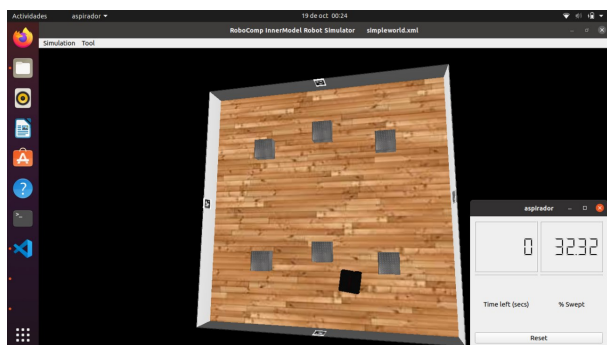 Actividades aspirador 19 de oct 00:24
RoboComp InnerModel Robot Simulator simpleworld.xml
Simulation Tool
aspirador
0 32.32
Time left (secs) % Swept
Reset